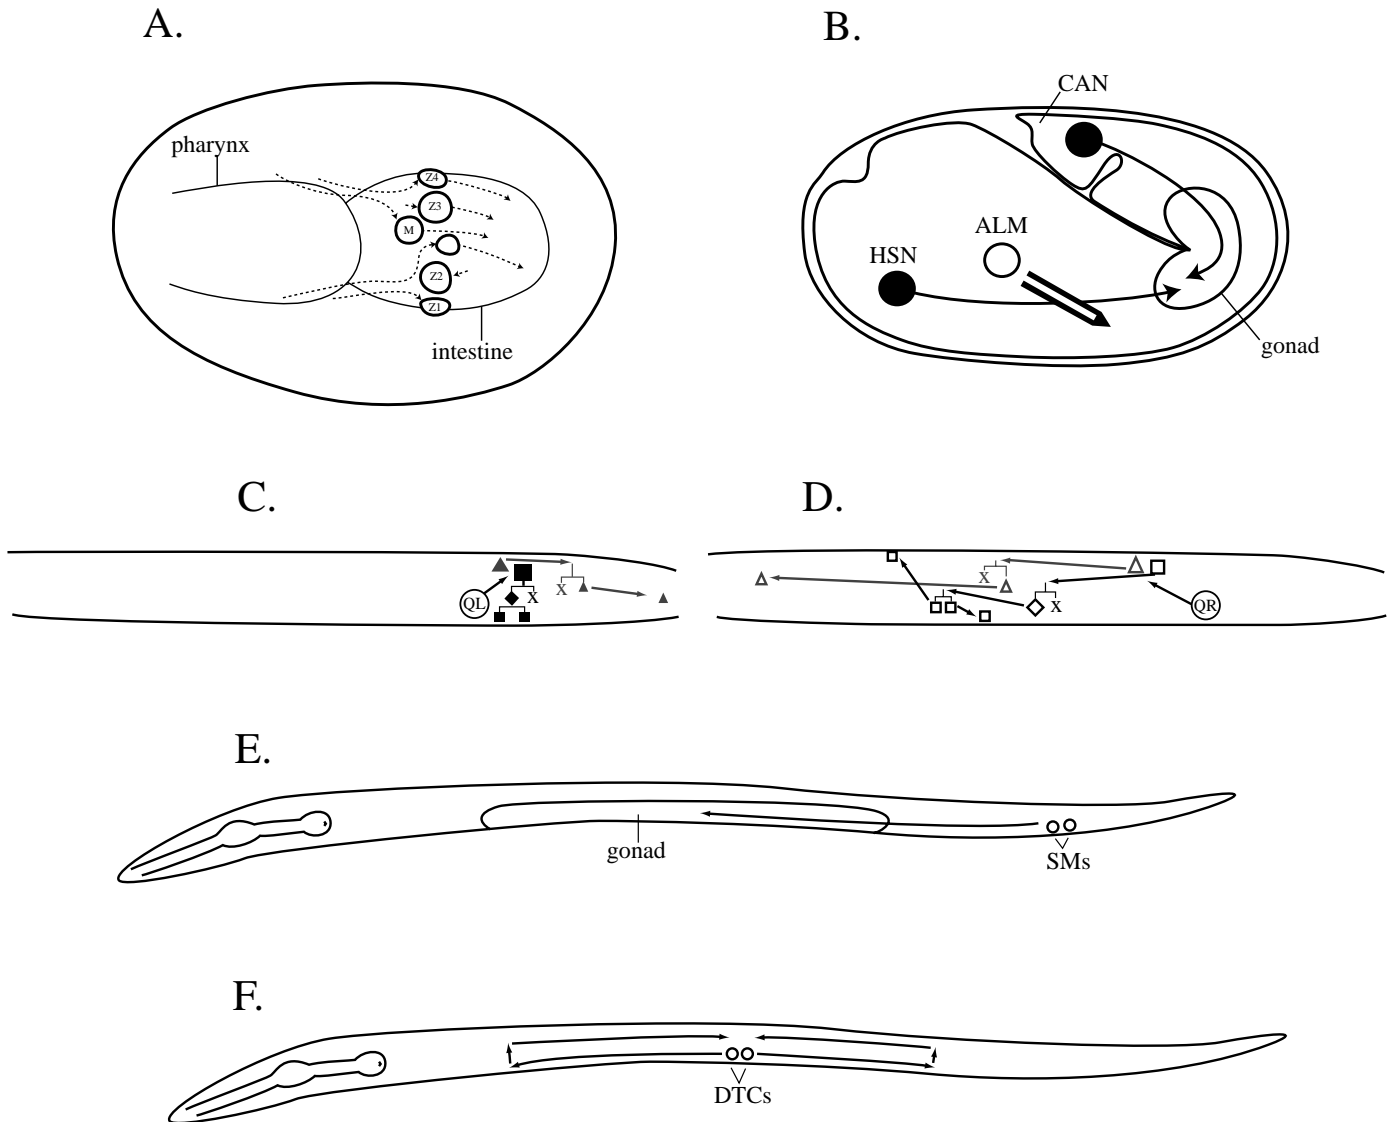 A.
B.
pharynx
CAN
Z4
Z3
M
Z2
Z1
intestine
ALM
HSN
gonad
C.
D.
QL
X
X
X
X
QR
E.
gonad
SMs
F.
DTCs